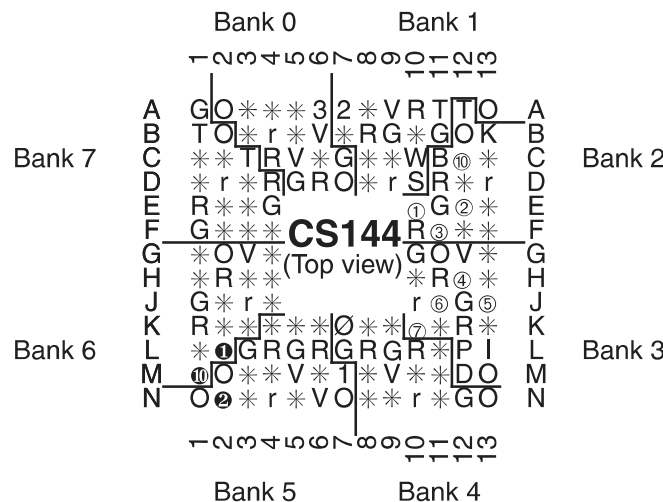 Bank 0 Bank 1
1 2 3 4 5 6 7 8 9 10 11 12 13
A G O * * * 3 2 * V R T T O A
B T O * r * V * R G * G O K B
Bank 7 C * * T R V * G * * W B ⑩ * C Bank 2
D * r * R G R O * r S R * r D
E R * * G ① G ② * E
F G * * * CS144 R ③ * * F
G * O V * (Top view) G O V * G
H * R * * * R ④ * H
J G * r * r ⑥ G ⑤ J
K R * * * * * Ø * * ⑦ * R * K
Bank 6 L * ❶ G R G R G R G R * P I L Bank 3
M ❿ O * * V * 1 * V * * D O M
N O ❷ * r * V O * * r * G O N
1 2 3 4 5 6 7 8 9 10 11 12 13
Bank 5 Bank 4